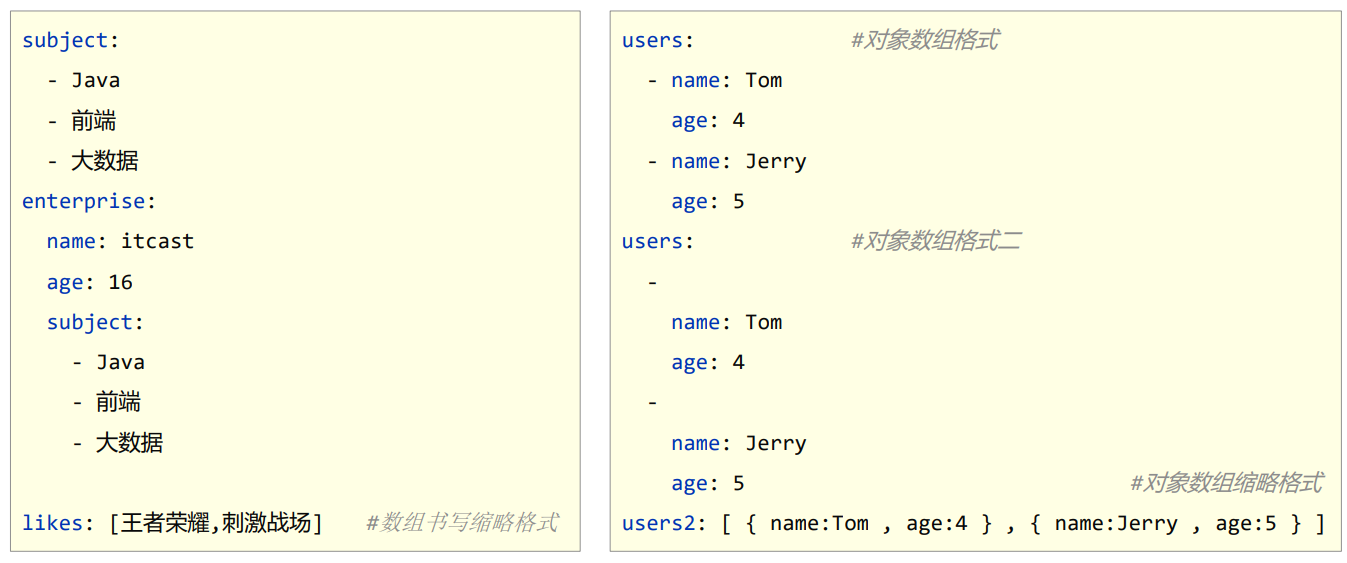 subject:
  - Java
  - 前端
  - 大数据
enterprise:
  name: itcast
  age: 16
  subject:
    - Java
    - 前端
    - 大数据
likes: [王者荣耀,刺激战场] #数组书写缩略格式
users: #对象数组格式
  - name: Tom
    age: 4
  - name: Jerry
    age: 5
users: #对象数组格式二
  -
    name: Tom
    age: 4
  -
    name: Jerry
    age: 5 #对象数组缩略格式
users2: [ { name:Tom , age:4 } , { name:Jerry , age:5 } ]